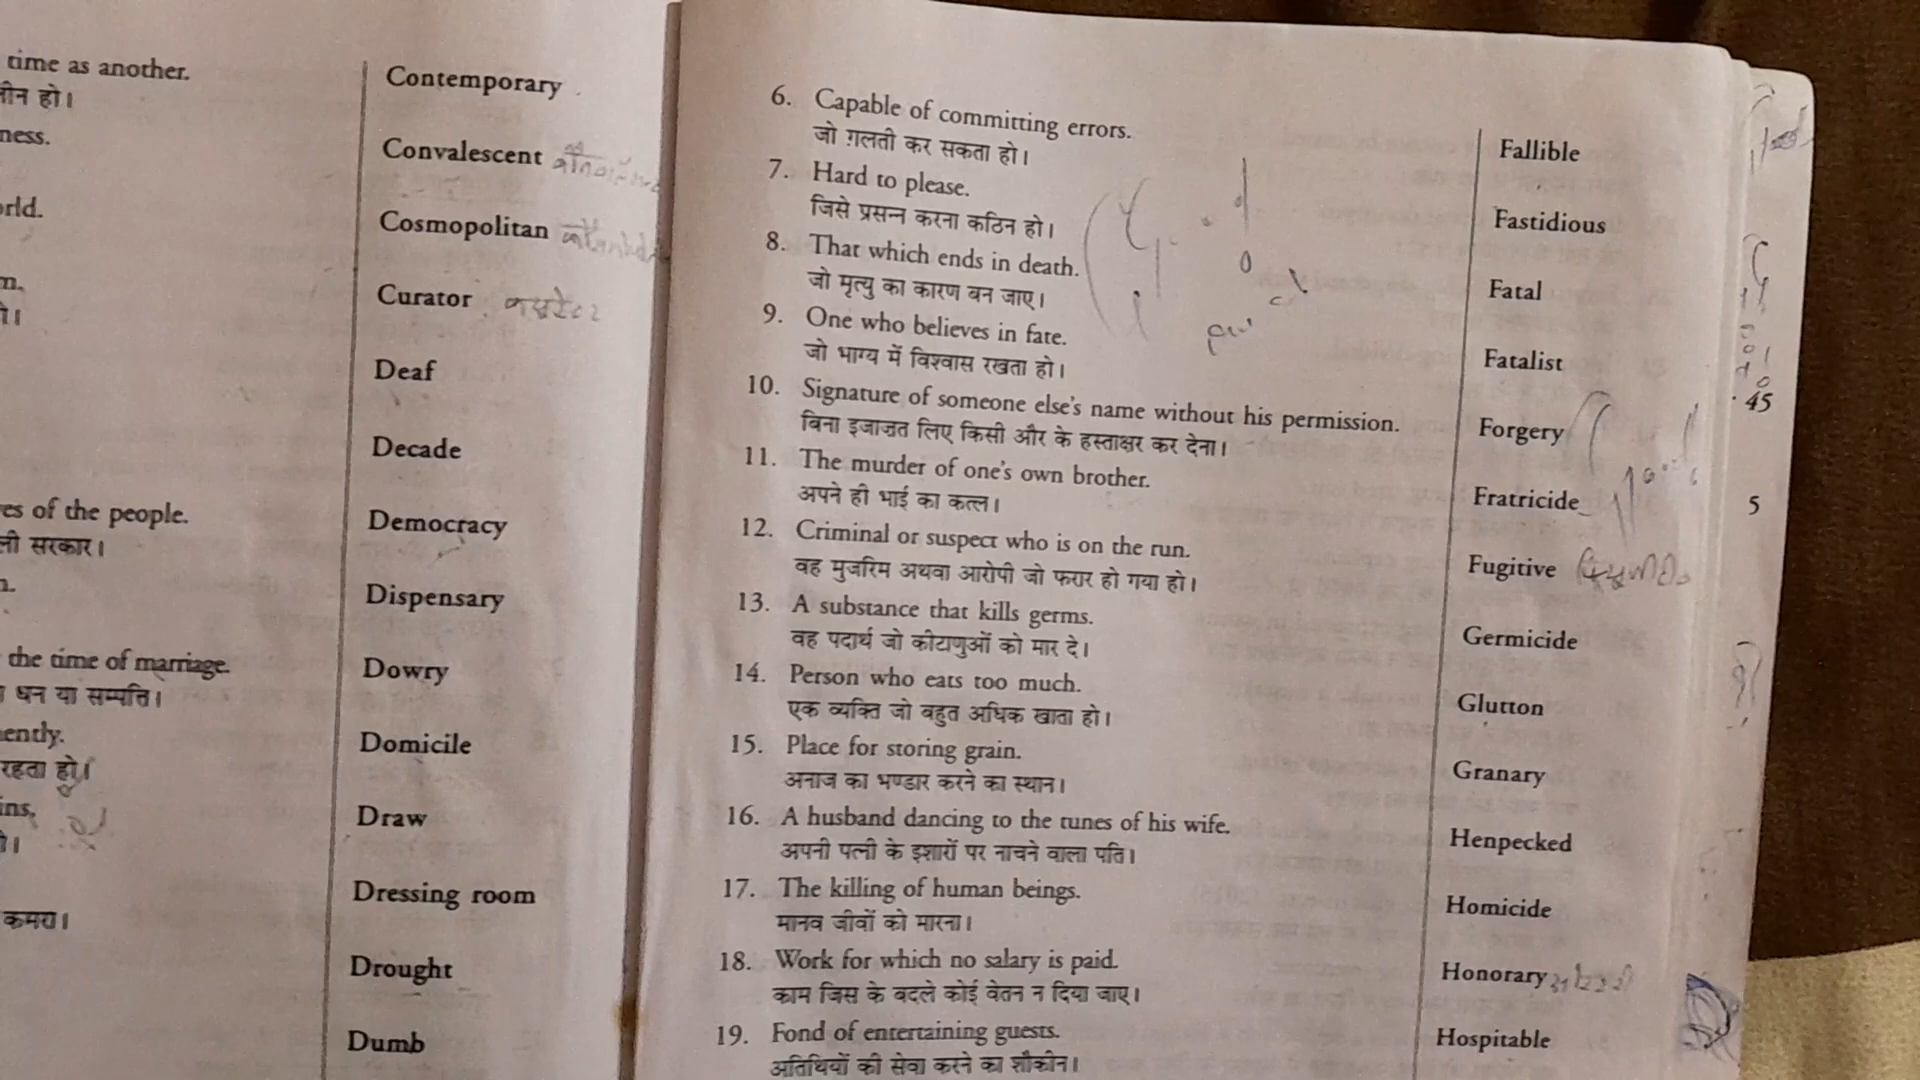 time as another.
हो।
Contemporary
ness.
Convalescent
orld.
Cosmopolitan
Curator
Deaf
Decade
es of the people.
सरकार।
Democracy
Dispensary
the time of marriage.
धन या सम्पत्ति।
Dowry
ently.
रहता हो।
Domicile
ins,
Draw
Dressing room
कमरा।
Drought
Dumb
6. Capable of committing errors. Fallible
जो ग़लती कर सकता हो।
7. Hard to please. Fastidious
जिसे प्रसन्न करना कठिन हो।
8. That which ends in death. Fatal
जो मृत्यु का कारण बन जाए।
9. One who believes in fate. Fatalist
जो भाग्य में विश्वास रखता हो।
10. Signature of someone else's name without his permission. Forgery
बिना इजाज़त लिए किसी और के हस्ताक्षर कर देना।
11. The murder of one's own brother. Fratricide
अपने ही भाई का कत्ल।
12. Criminal or suspect who is on the run. Fugitive
वह मुजरिम अथवा आरोपी जो फरार हो गया हो।
13. A substance that kills germs. Germicide
वह पदार्थ जो कीटाणुओं को मार दे।
14. Person who eats too much. Glutton
एक व्यक्ति जो बहुत अधिक खाता हो।
15. Place for storing grain. Granary
अनाज का भण्डार करने का स्थान।
16. A husband dancing to the tunes of his wife. Henpecked
अपनी पत्नी के इशारों पर नाचने वाला पति।
17. The killing of human beings. Homicide
मानव जीवों को मारना।
18. Work for which no salary is paid. Honorary
काम जिस के बदले कोई वेतन न दिया जाए।
19. Fond of entertaining guests. Hospitable
अतिथियों की सेवा करने का शौकीन।
45
5